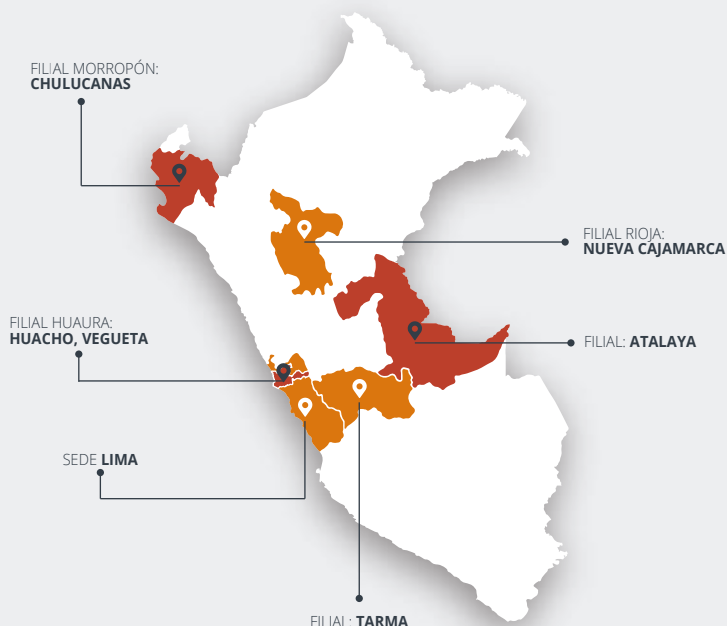 FILIAL MORROPÓN:
CHULUCANAS
FILIAL RIOJA:
NUEVA CAJAMARCA
FILIAL HUAURA:
HUACHO, VEGUETA
FILIAL: ATALAYA
SEDE LIMA
FILIAL: TARMA